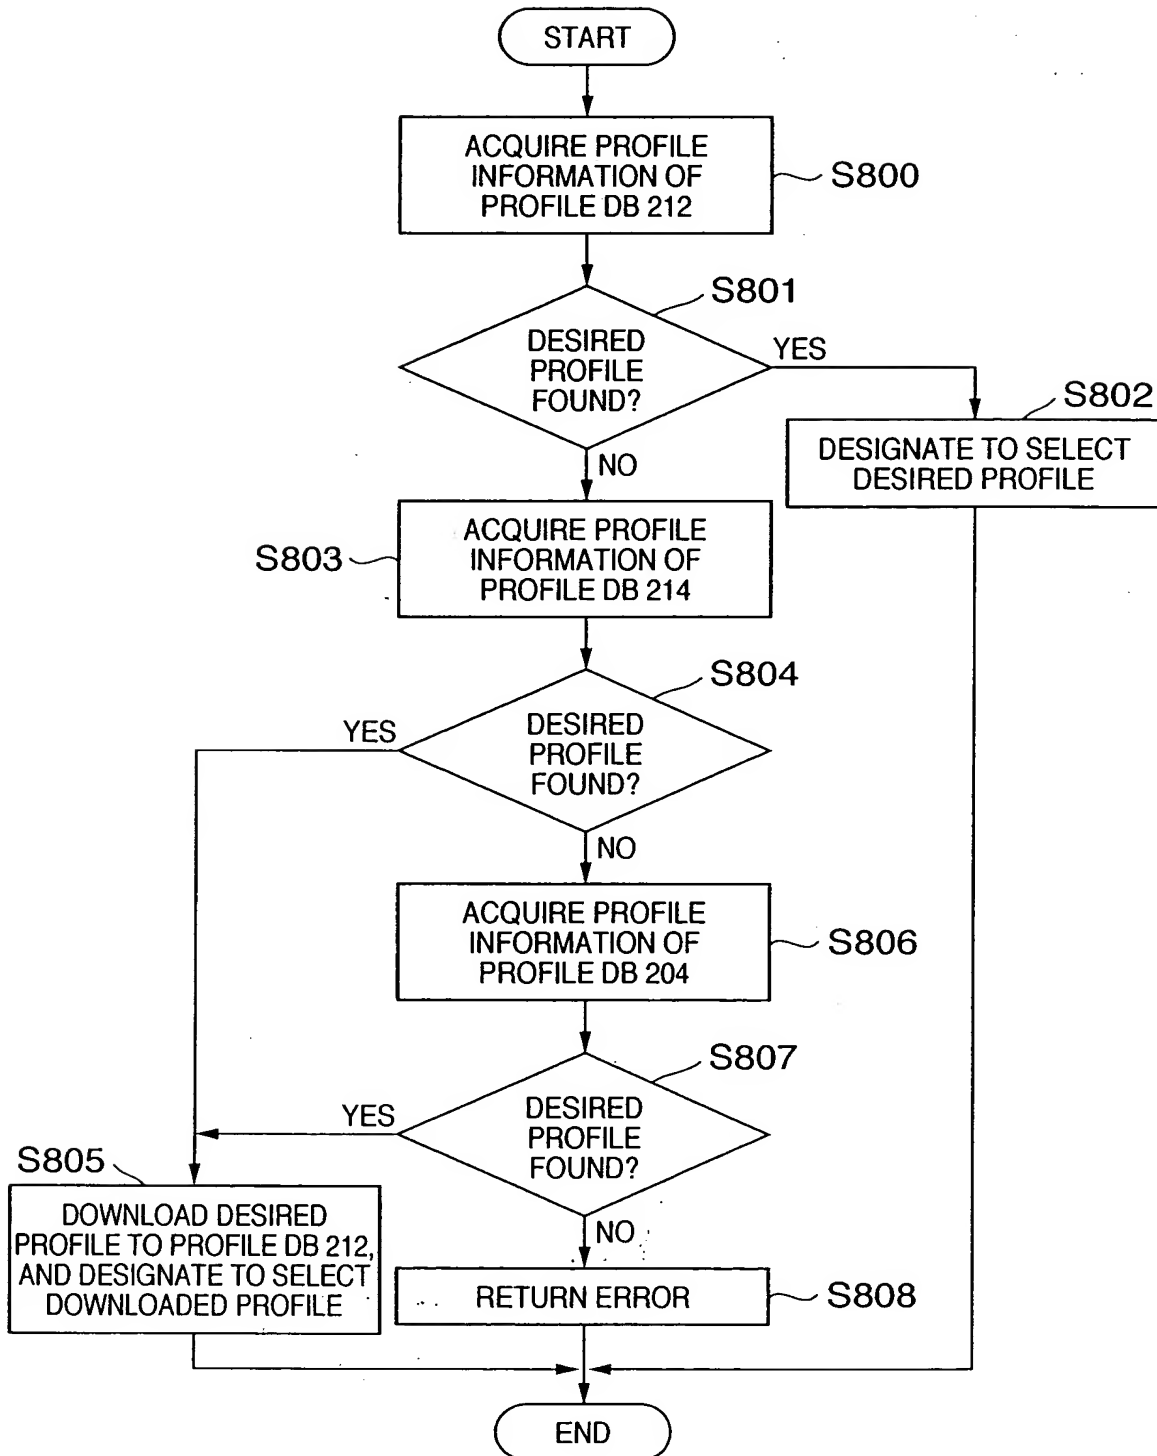 START
ACQUIRE PROFILE
INFORMATION OF
PROFILE DB 212
S800
S801
DESIRED
PROFILE
FOUND?
YES
NO
S802
DESIGNATE TO SELECT
DESIRED PROFILE
S803
ACQUIRE PROFILE
INFORMATION OF
PROFILE DB 214
S804
YES
DESIRED
PROFILE
FOUND?
NO
ACQUIRE PROFILE
INFORMATION OF
PROFILE DB 204
S806
S807
YES
DESIRED
PROFILE
FOUND?
NO
S805
DOWNLOAD DESIRED
PROFILE TO PROFILE DB 212,
AND DESIGNATE TO SELECT
DOWNLOADED PROFILE
RETURN ERROR
S808
END